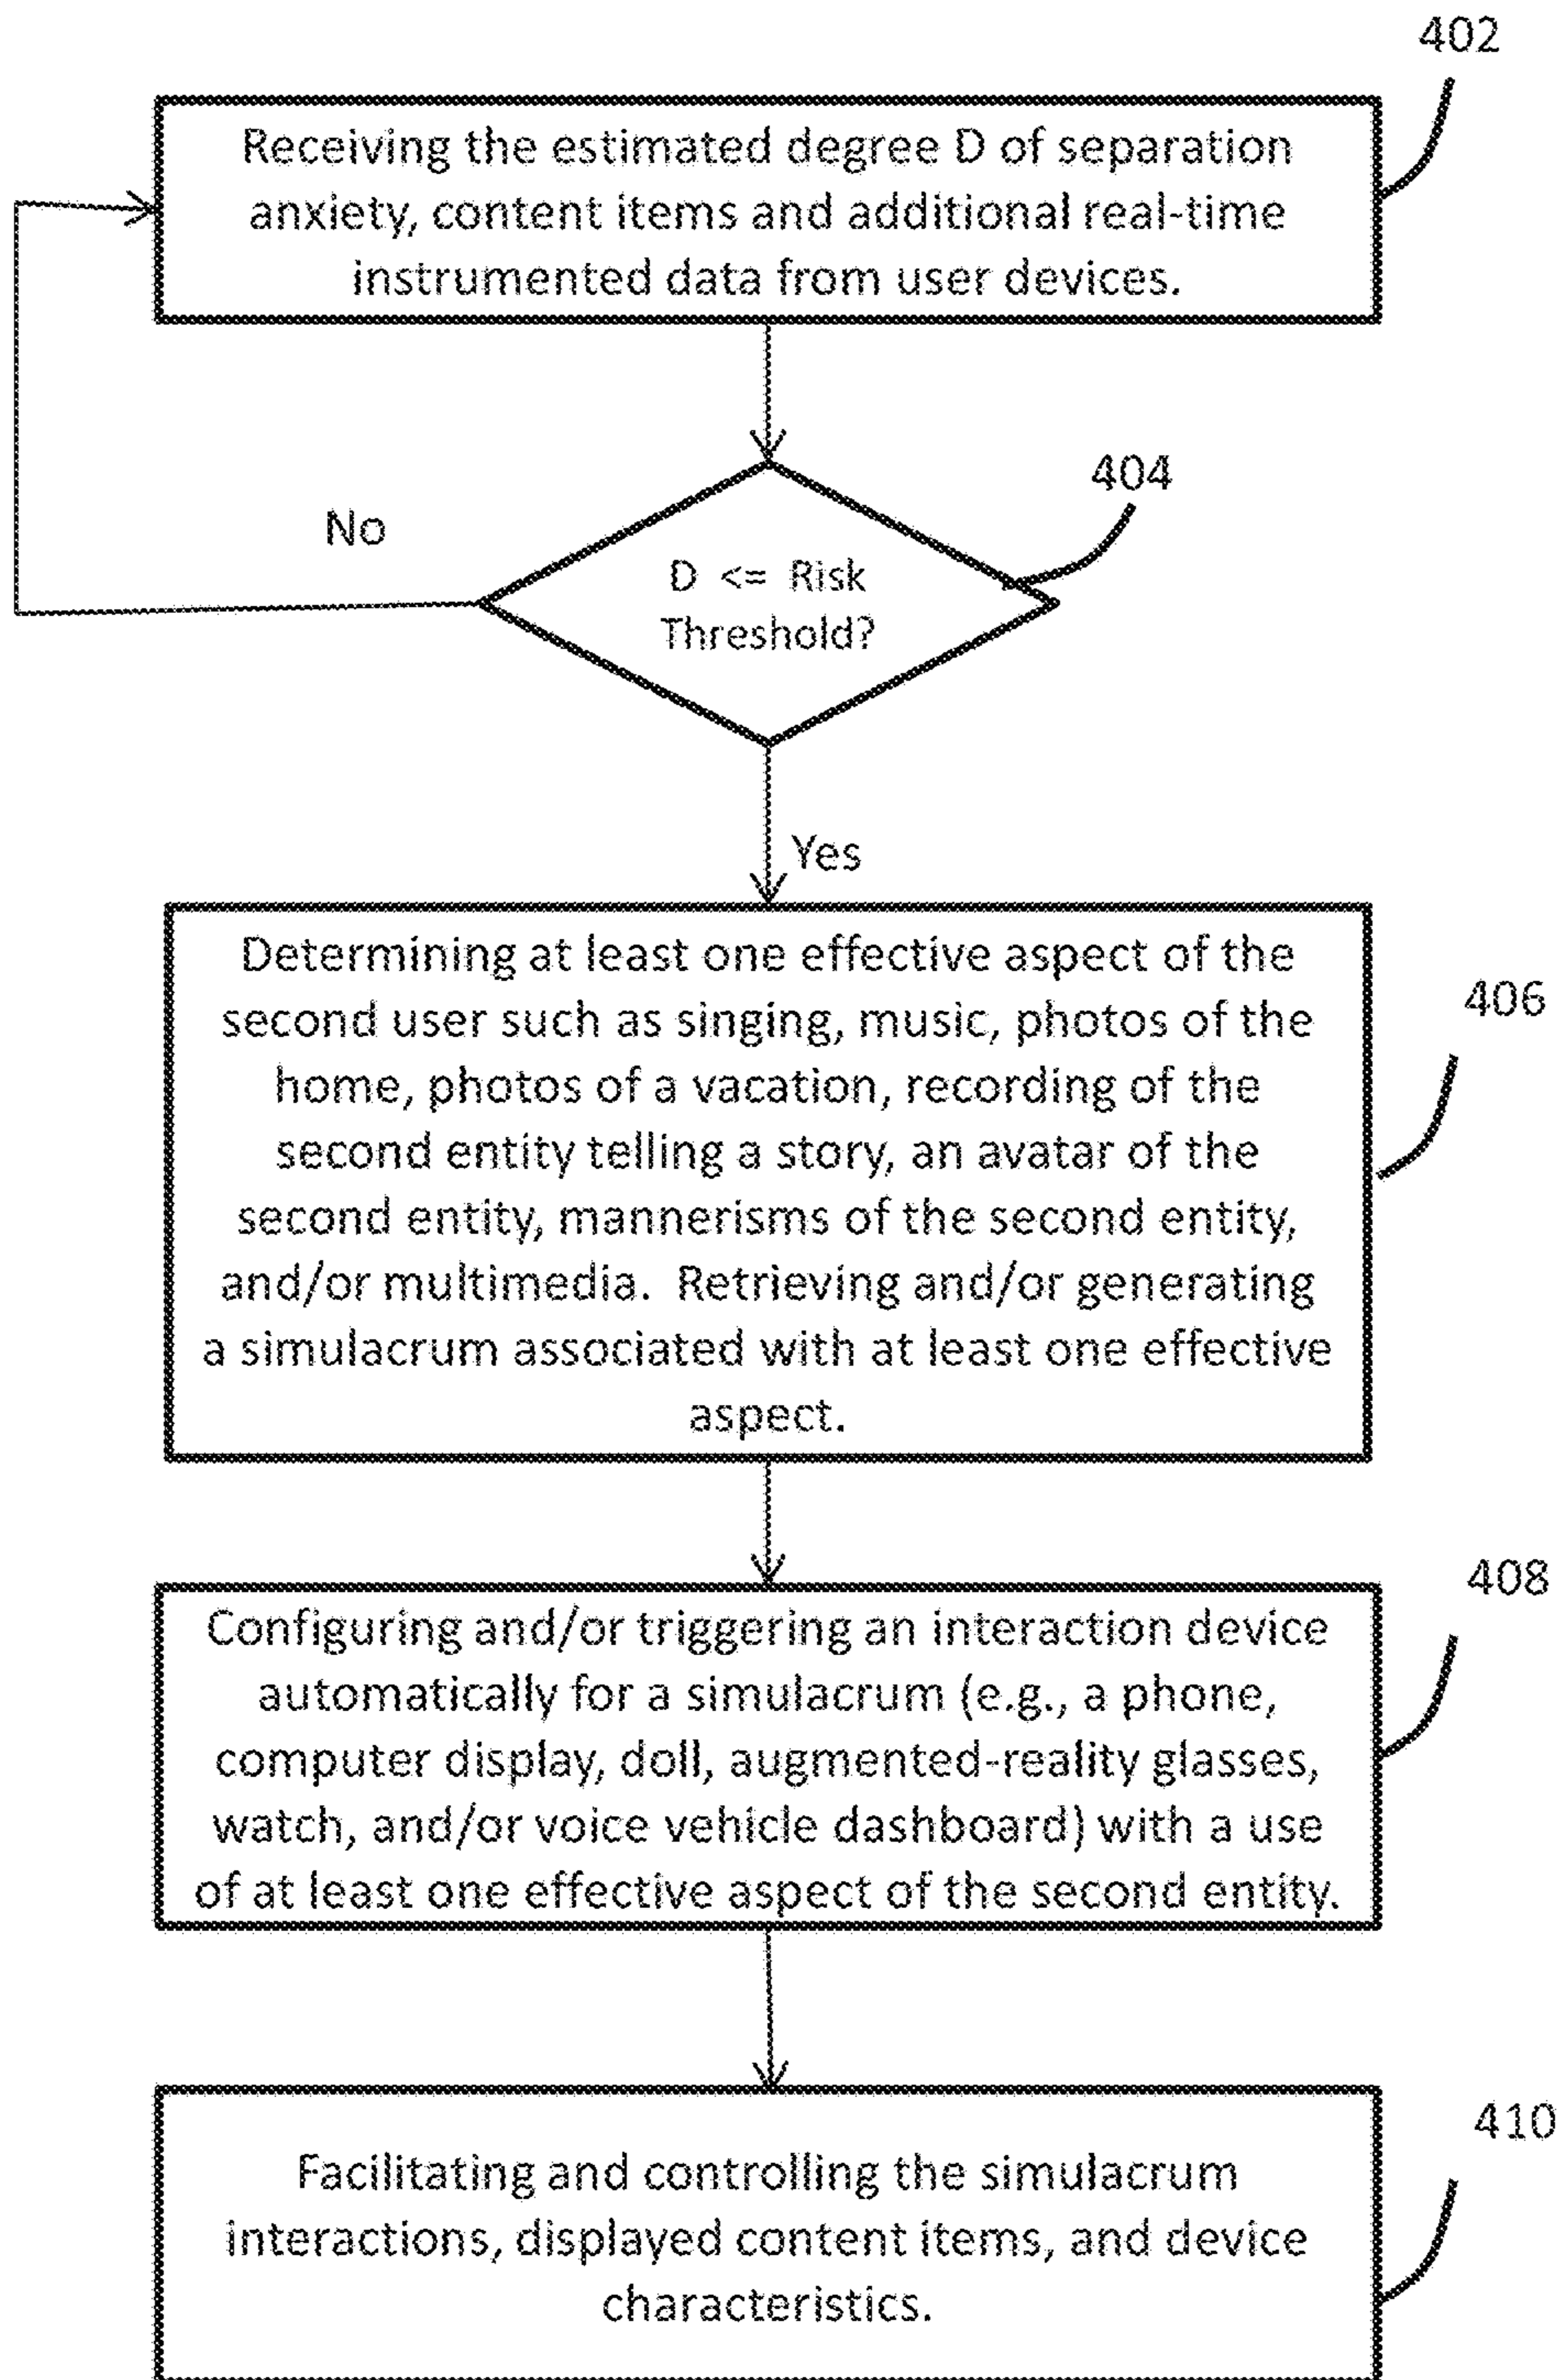 402
Receiving the estimated degree D of separation
anxiety, content items and additional real-time
instrumented data from user devices.
404
No
D <= Risk
Threshold?
Yes
Determining at least one effective aspect of the
second user such as singing, music, photos of the
home, photos of a vacation, recording of the
second entity telling a story, an avatar of the
second entity, mannerisms of the second entity,
and/or multimedia. Retrieving and/or generating
a simulacrum associated with at least one effective
aspect.
406
Configuring and/or triggering an interaction device
automatically for a simulacrum (e.g., a phone,
computer display, doll, augmented-reality glasses,
watch, and/or voice vehicle dashboard) with a use
of at least one effective aspect of the second entity.
408
Facilitating and controlling the simulacrum
interactions, displayed content items, and device
characteristics.
410